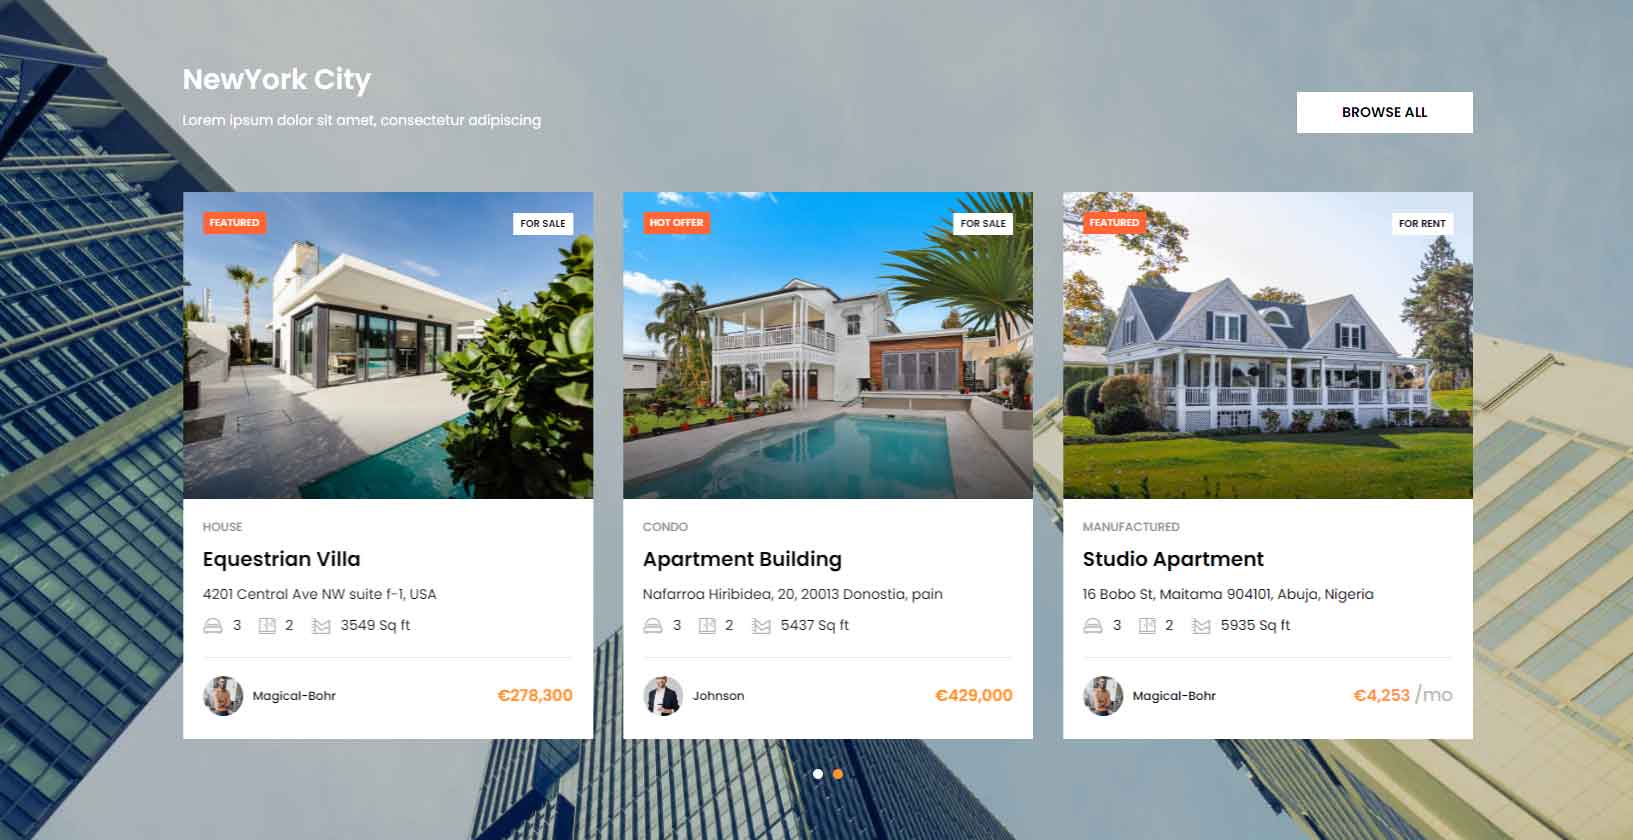 NewYork City
Lorem ipsum dolor sit amet, consectetur adipiscing
BROWSE ALL
FEATURED
FOR SALE
HOUSE
Equestrian Villa
4201 Central Ave NW suite f-1, USA
3 2 3549 Sq ft
Magical-Bohr €278,300
HOT OFFER
FOR SALE
CONDO
Apartment Building
Nafarroa Hiribidea, 20, 20013 Donostia, pain
3 2 5437 Sq ft
Johnson €429,000
FEATURED
FOR RENT
MANUFACTURED
Studio Apartment
16 Bobo St, Maitama 904101, Abuja, Nigeria
3 2 5935 Sq ft
Magical-Bohr €4,253 /mo